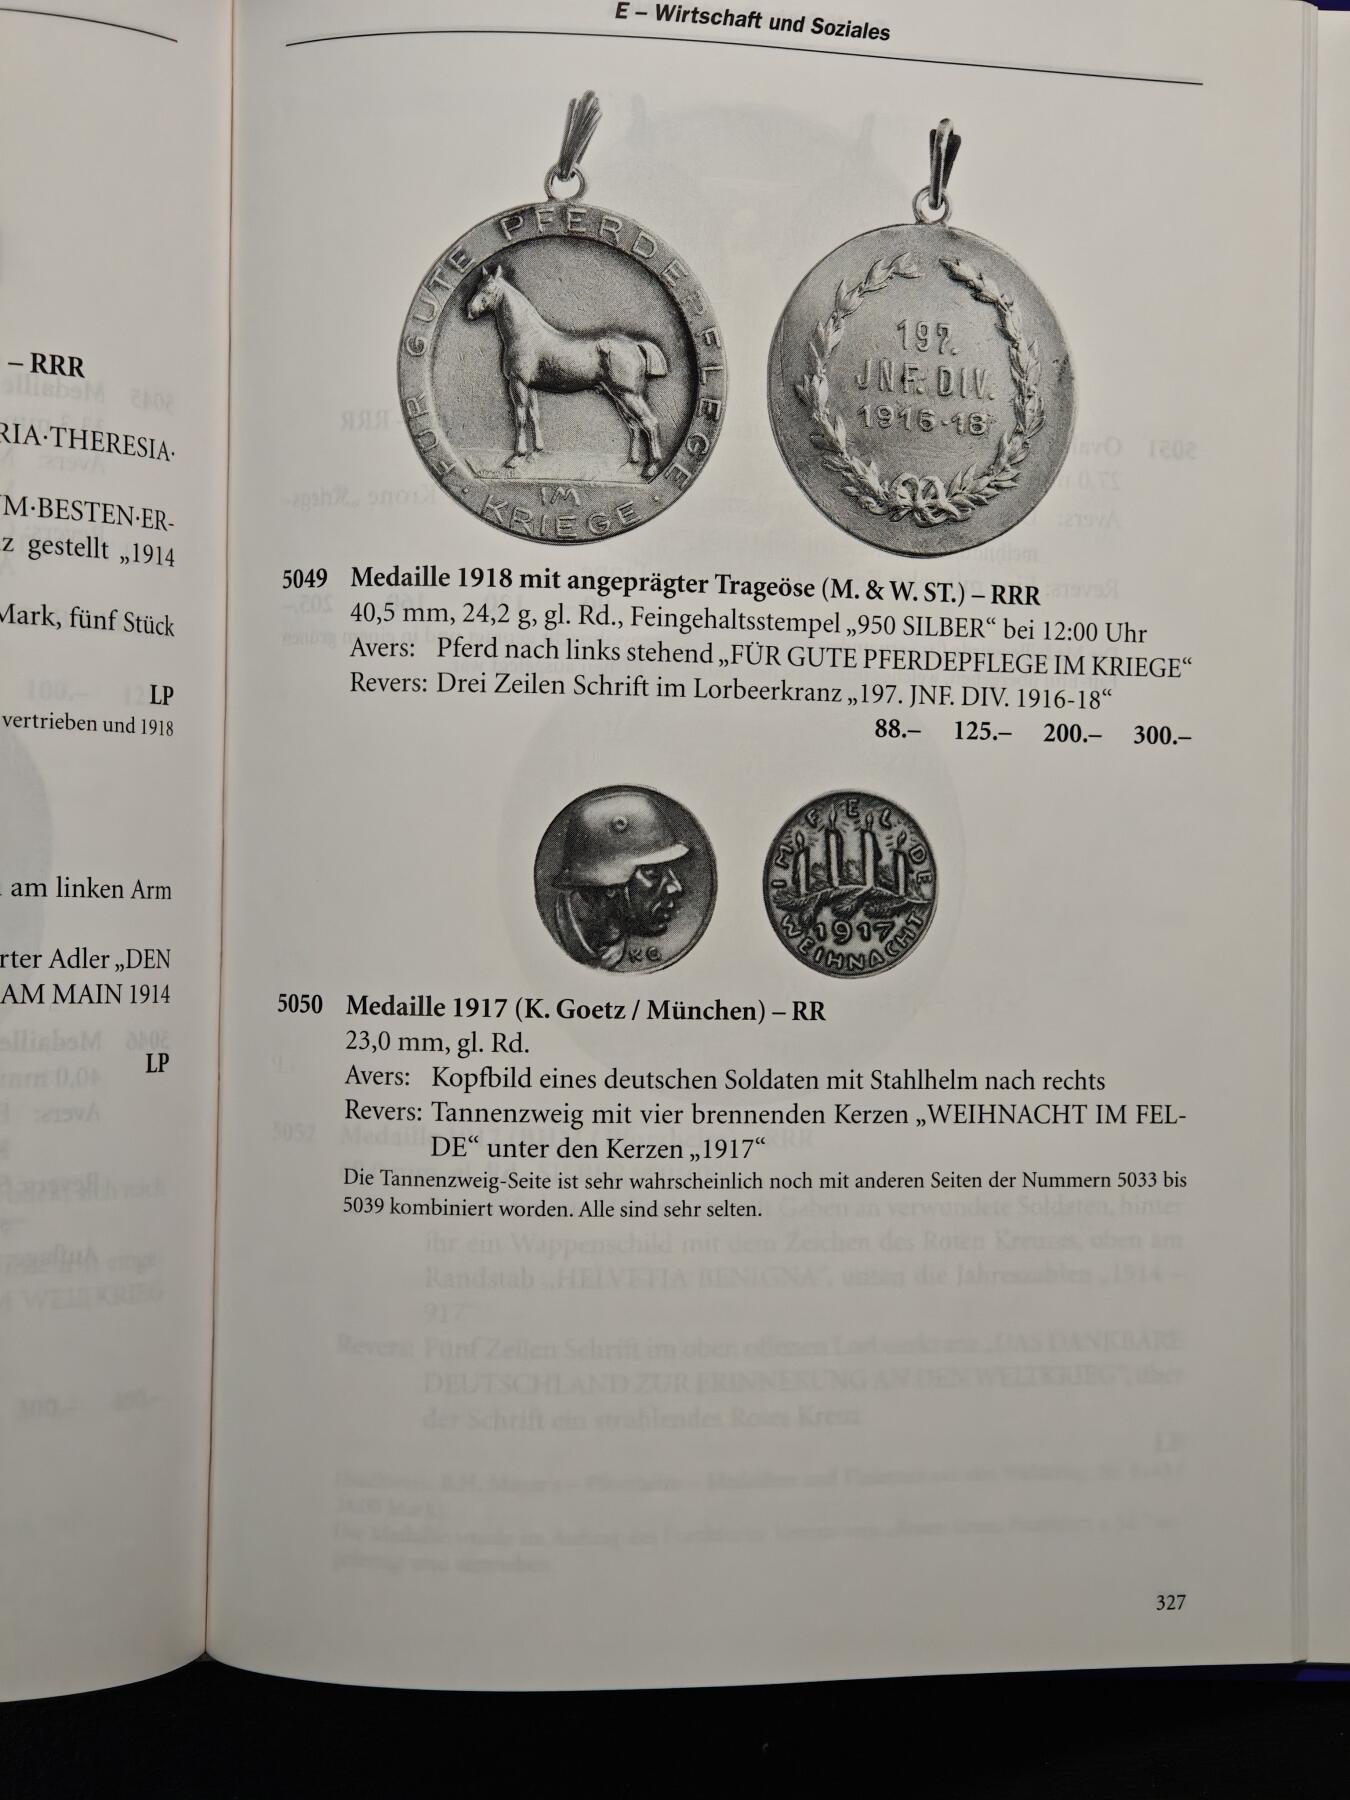 E – Wirtschaft und Soziales
– RRR
RIA·THERESIA·
M·BESTEN·ER-
z gestellt „1914
Mark, fünf Stück
LP
vertrieben und 1918
am linken Arm
rter Adler „DEN
AM MAIN 1914
LP
FÜR GUTE PFERDEPFLEGE
IM
KRIEGE
197.
JNF. DIV.
1916-18
5049 Medaille 1918 mit angeprägter Trageöse (M. & W. ST.) – RRR
40,5 mm, 24,2 g, gl. Rd., Feingehaltsstempel „950 SILBER“ bei 12:00 Uhr
Avers: Pferd nach links stehend „FÜR GUTE PFERDEPFLEGE IM KRIEGE“
Revers: Drei Zeilen Schrift im Lorbeerkranz „197. JNF. DIV. 1916-18“
88.– 125.– 200.– 300.–
KG
IM FELDE
1917
WEIHNACHT
5050 Medaille 1917 (K. Goetz / München) – RR
23,0 mm, gl. Rd.
Avers: Kopfbild eines deutschen Soldaten mit Stahlhelm nach rechts
Revers: Tannenzweig mit vier brennenden Kerzen „WEIHNACHT IM FEL-
DE“ unter den Kerzen „1917“
Die Tannenzweig-Seite ist sehr wahrscheinlich noch mit anderen Seiten der Nummern 5033 bis
5039 kombiniert worden. Alle sind sehr selten.
327